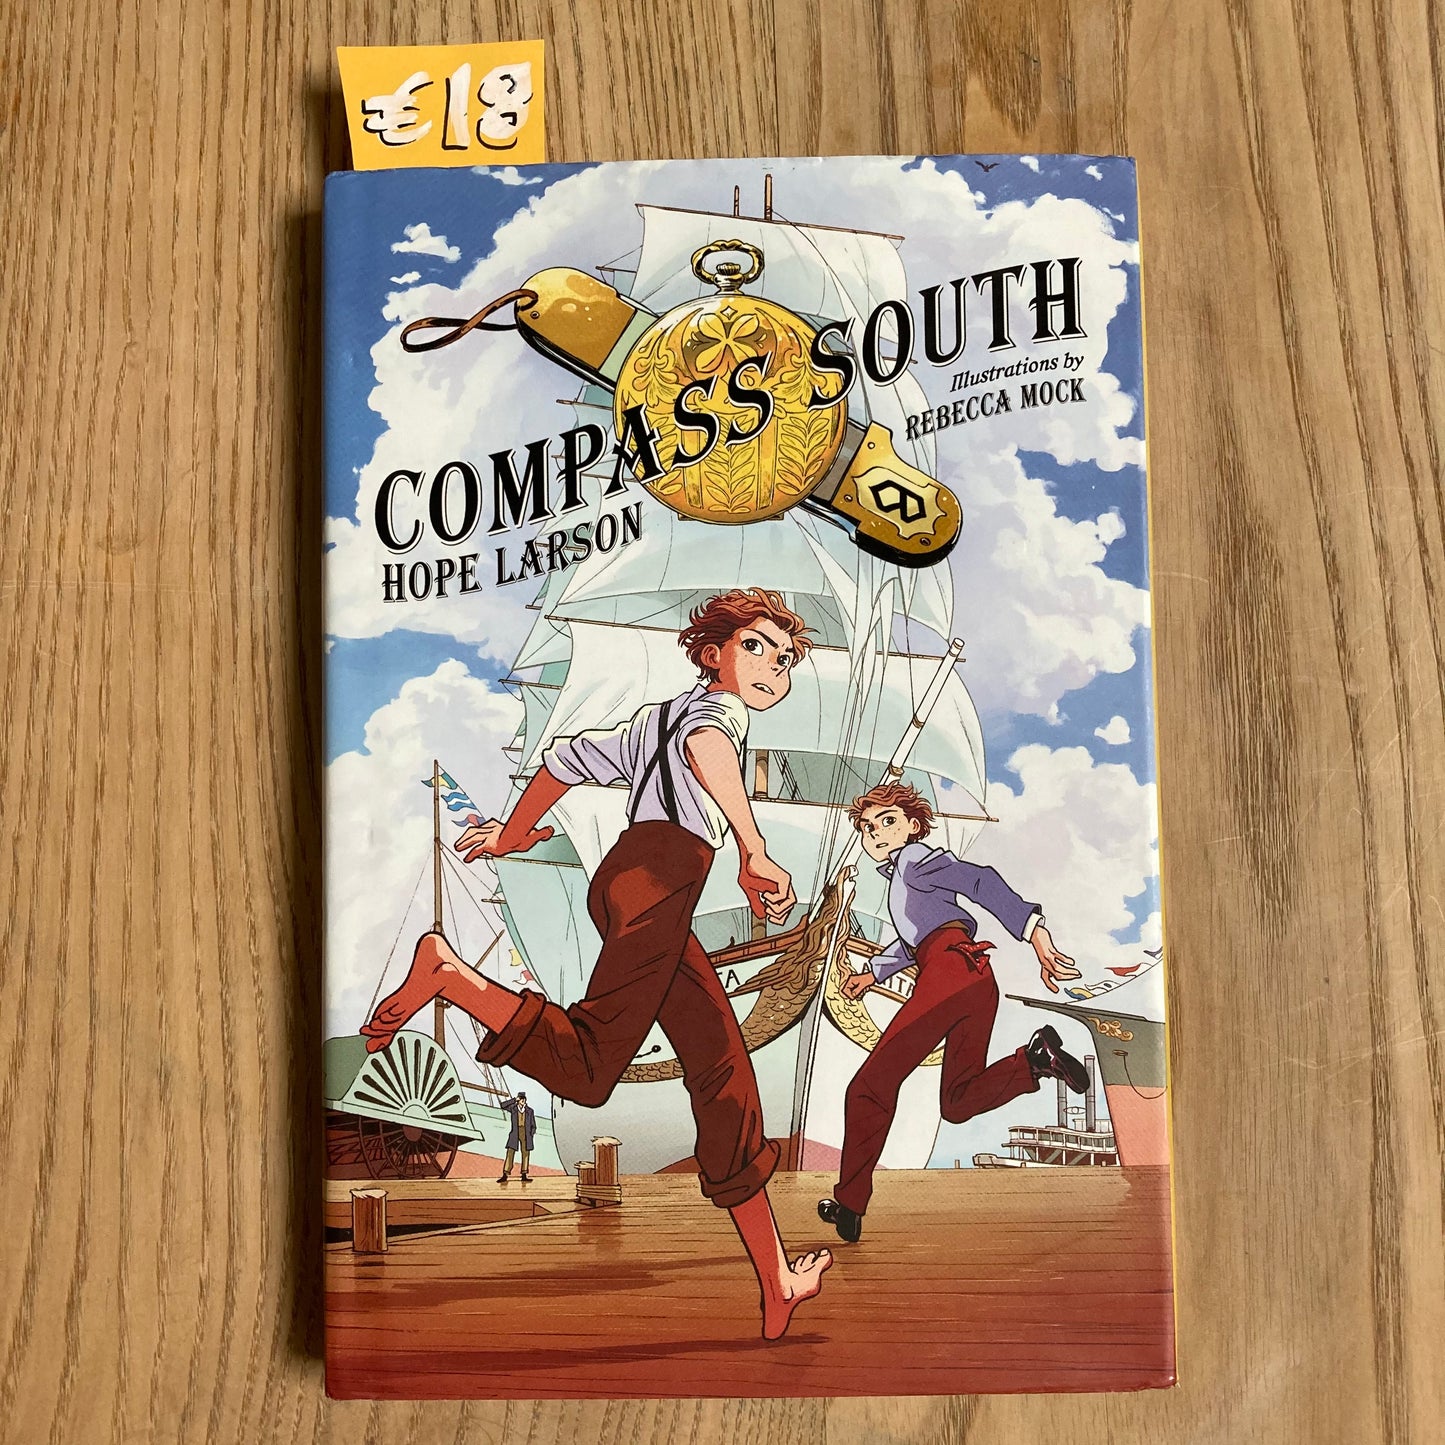 €18
COMPASS SOUTH
HOPE LARSON
Illustrations by
REBECCA MOCK